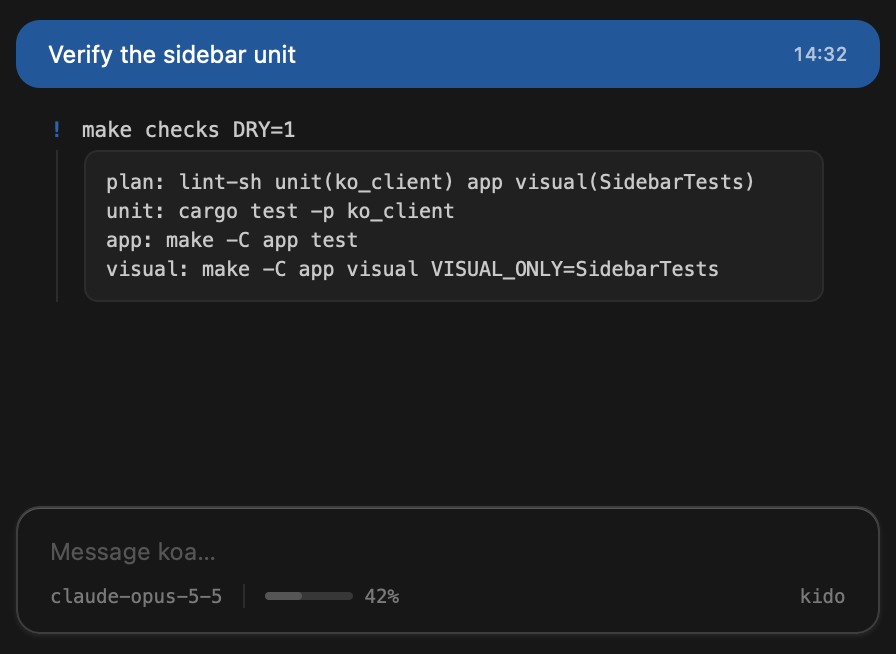 Verify the sidebar unit 14:32
! make checks DRY=1
plan: lint-sh unit(ko_client) app visual(SidebarTests)
unit: cargo test -p ko_client
app: make -C app test
visual: make -C app visual VISUAL_ONLY=SidebarTests
Message koa...
claude-opus-5-5 42% kido